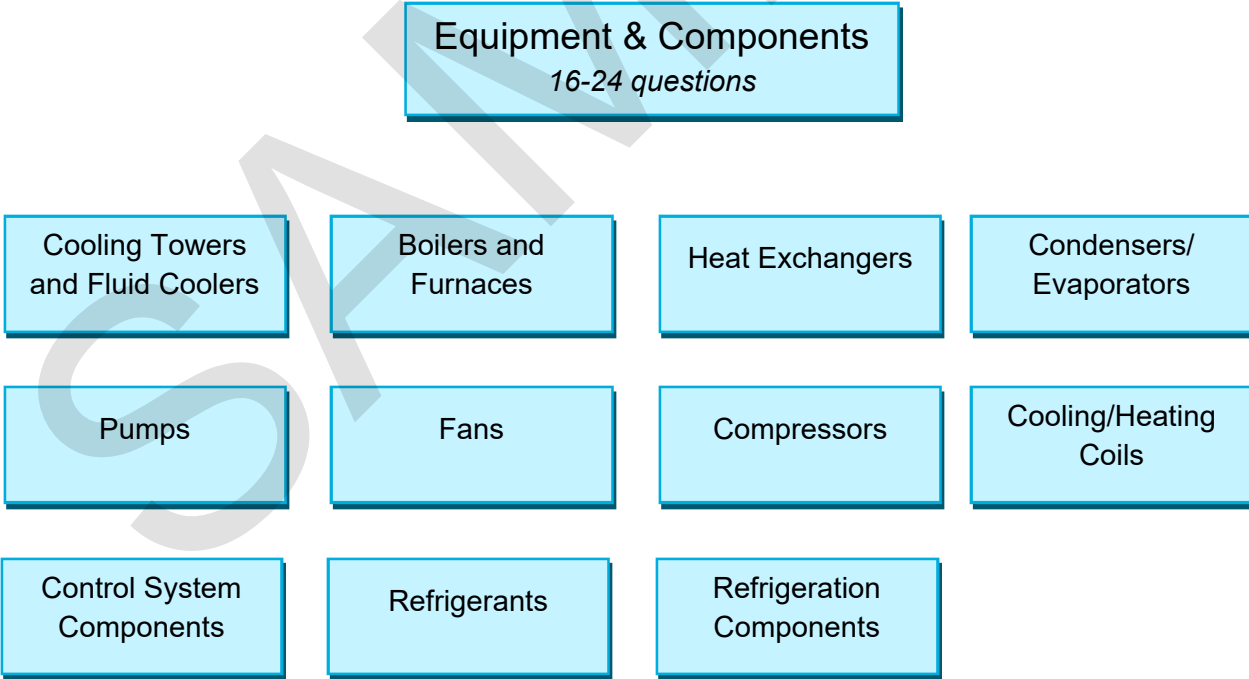 Equipment & Components
16-24 questions
Cooling Towers
and Fluid Coolers
Boilers and
Furnaces
Heat Exchangers
Condensers/
Evaporators
Pumps
Fans
Compressors
Cooling/Heating
Coils
Control System
Components
Refrigerants
Refrigeration
Components
SAM